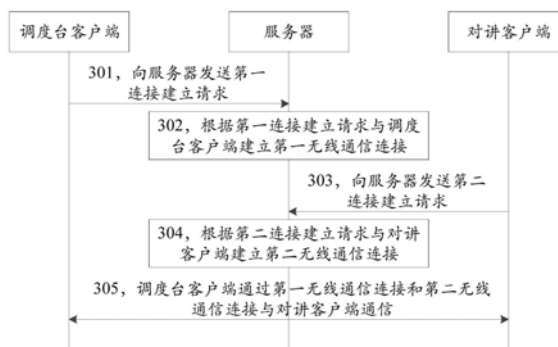 调度台客户端
服务器
对讲客户端
301，向服务器发送第一
连接建立请求
302，根据第一连接建立请求与调度
台客户端建立第一无线通信连接
303，向服务器发送第二
连接建立请求
304，根据第二连接建立请求与对讲
客户端建立第二无线通信连接
305，调度台客户端通过第一无线通信连接和第二无线
通信连接与对讲客户端通信